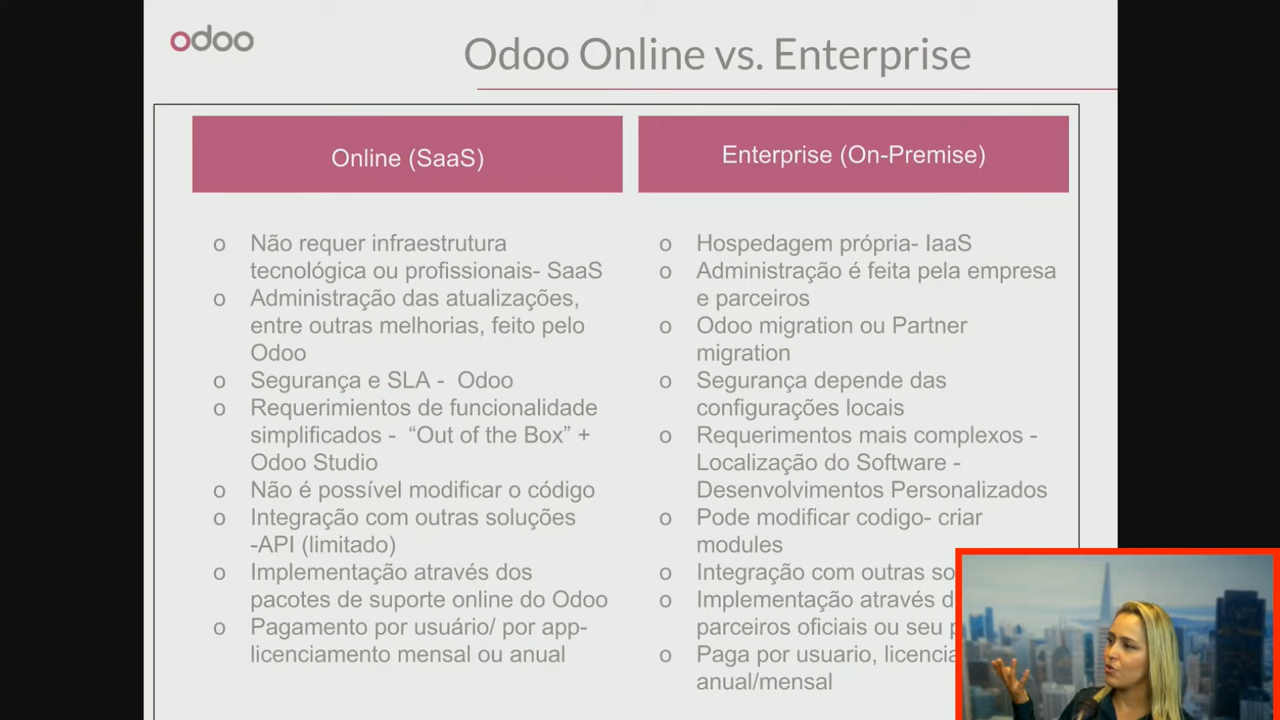 odoo
Odoo Online vs. Enterprise
Online (SaaS)
Não requer infraestrutura
tecnológica ou profissionais- SaaS
Administração das atualizações,
entre outras melhorias, feito pelo
Odoo
Segurança e SLA - Odoo
Requerimientos de funcionalidade
simplificados - “Out of the Box” +
Odoo Studio
Não é possível modificar o código
Integração com outras soluções
-API (limitado)
Implementação através dos
pacotes de suporte online do Odoo
Pagamento por usuário/ por app-
licenciamento mensal ou anual
Enterprise (On-Premise)
Hospedagem própria- IaaS
Administração é feita pela empresa
e parceiros
Odoo migration ou Partner
migration
Segurança depende das
configurações locais
Requerimentos mais complexos -
Localização do Software -
Desenvolvimentos Personalizados
Pode modificar codigo- criar
modules
Integração com outras
Implementação através
parceiros oficiais ou seu
Paga por usuario,
anual/mensal